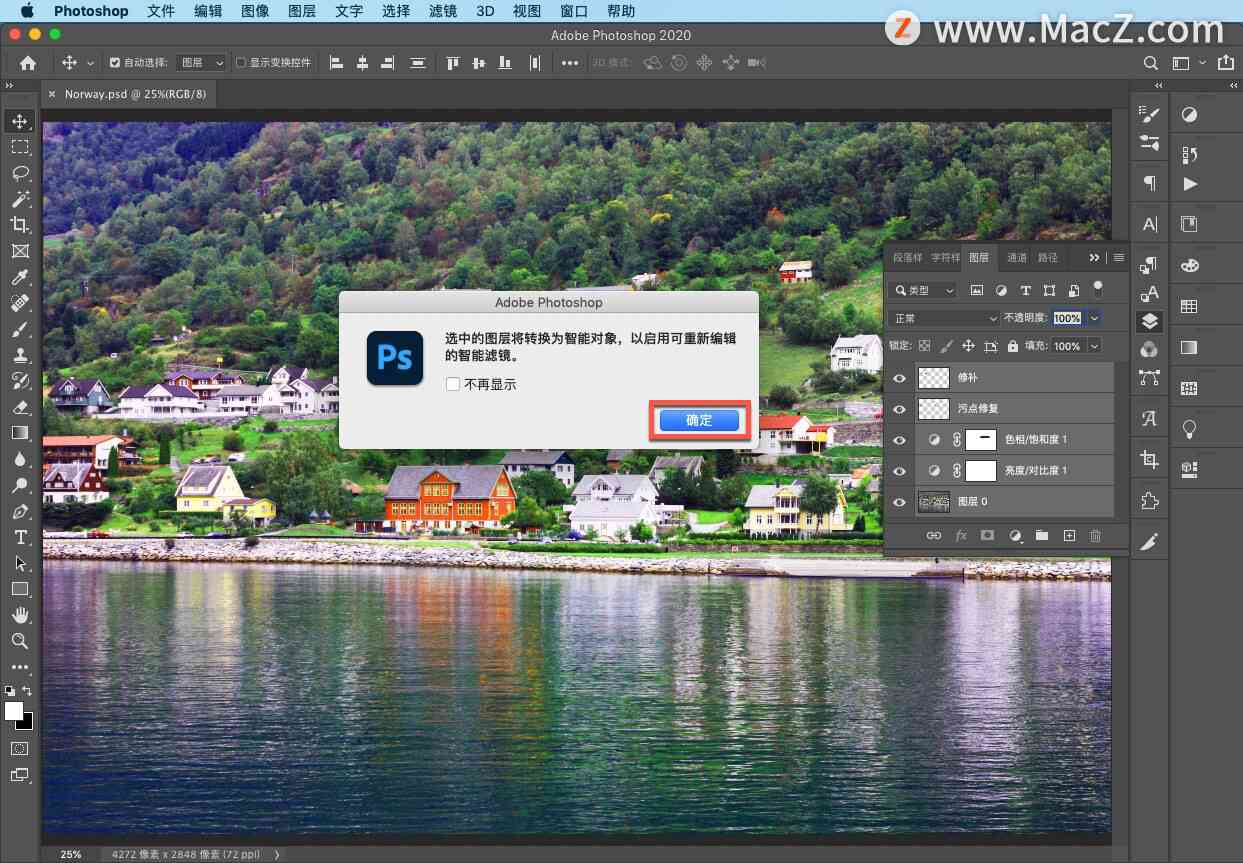 Photoshop 文件 编辑 图像 图层 文字 选择 滤镜 3D 视图 窗口 帮助
Adobe Photoshop 2020
Z www.MacZ.com
自动选择: 图层 显示变换控件 3D 模式:
Norway.psd @ 25%(RGB/8)
段落样 字符样 图层 通道 路径
类型
正常 不透明度: 100%
锁定: 填充: 100%
修补
污点修复
色相/饱和度 1
亮度/对比度 1
图层 0
fx
Adobe Photoshop
Ps
选中的图层将转换为智能对象，以启用可重新编辑
的智能滤镜。
不再显示
确定
25% 4272 像素 x 2848 像素 (72 ppi)